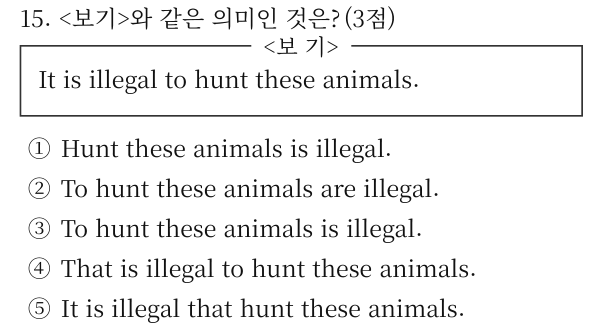 15. <보기>와 같은 의미인 것은? (3점)
<보 기>
It is illegal to hunt these animals.
① Hunt these animals is illegal.
② To hunt these animals are illegal.
③ To hunt these animals is illegal.
④ That is illegal to hunt these animals.
⑤ It is illegal that hunt these animals.